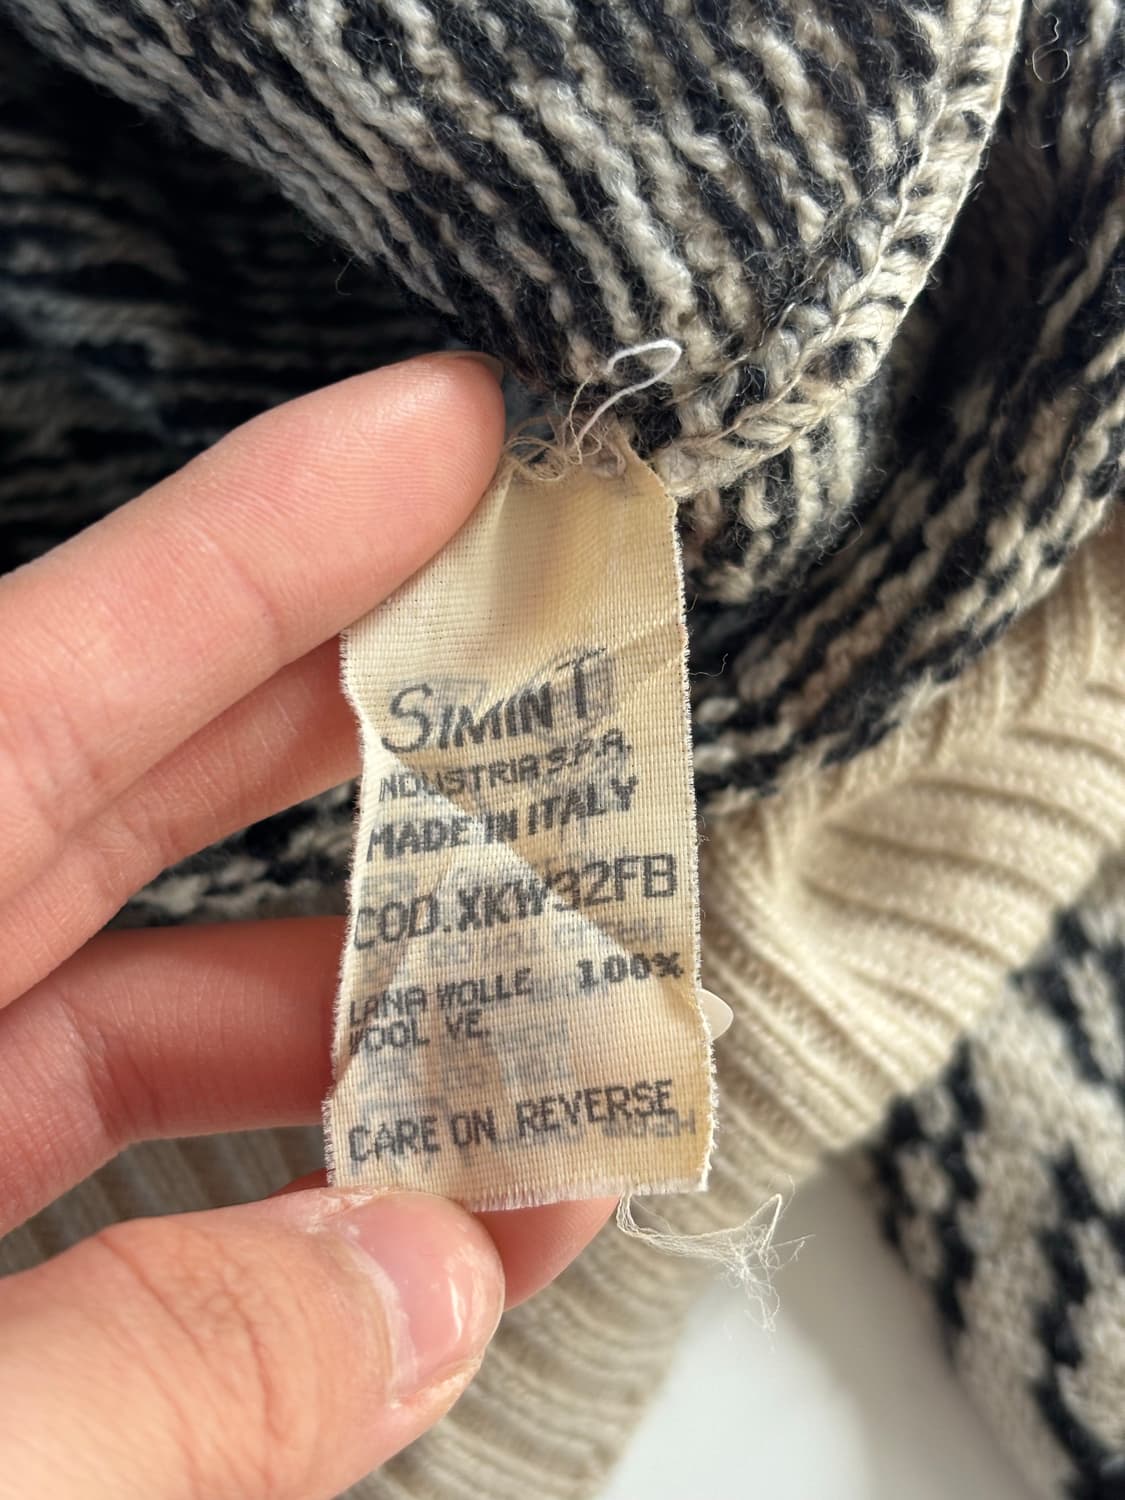 SIMINT
INDUSTRIA S.P.A.
MADE IN ITALY
COD. XKW32FB
LANA WOLLE 100%
WOOL VE
CARE ON REVERSE